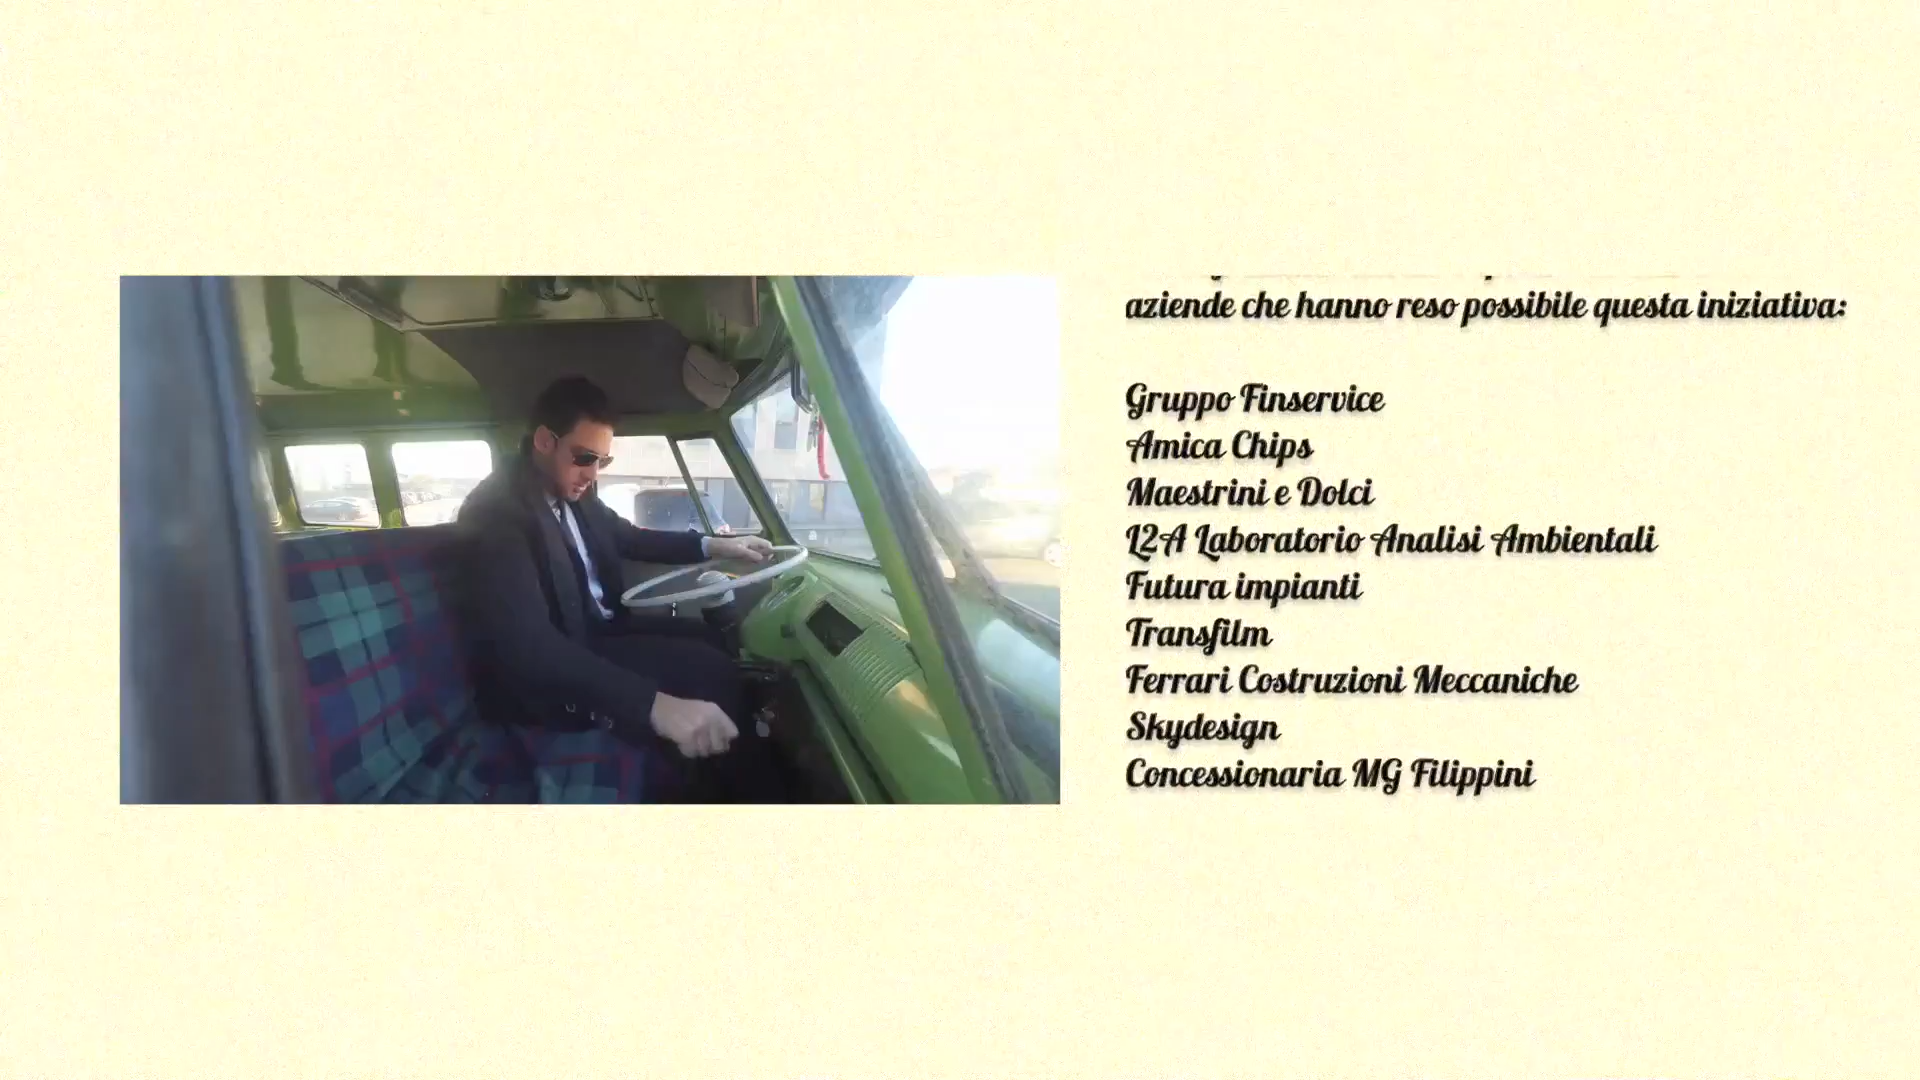 aziende che hanno reso possibile questa iniziativa:
Gruppo Finservice
Amica Chips
Maestrini e Dolci
L2A Laboratorio Analisi Ambientali
Futura impianti
Transfilm
Ferrari Costruzioni Meccaniche
Skydesign
Concessionaria MG Filippini